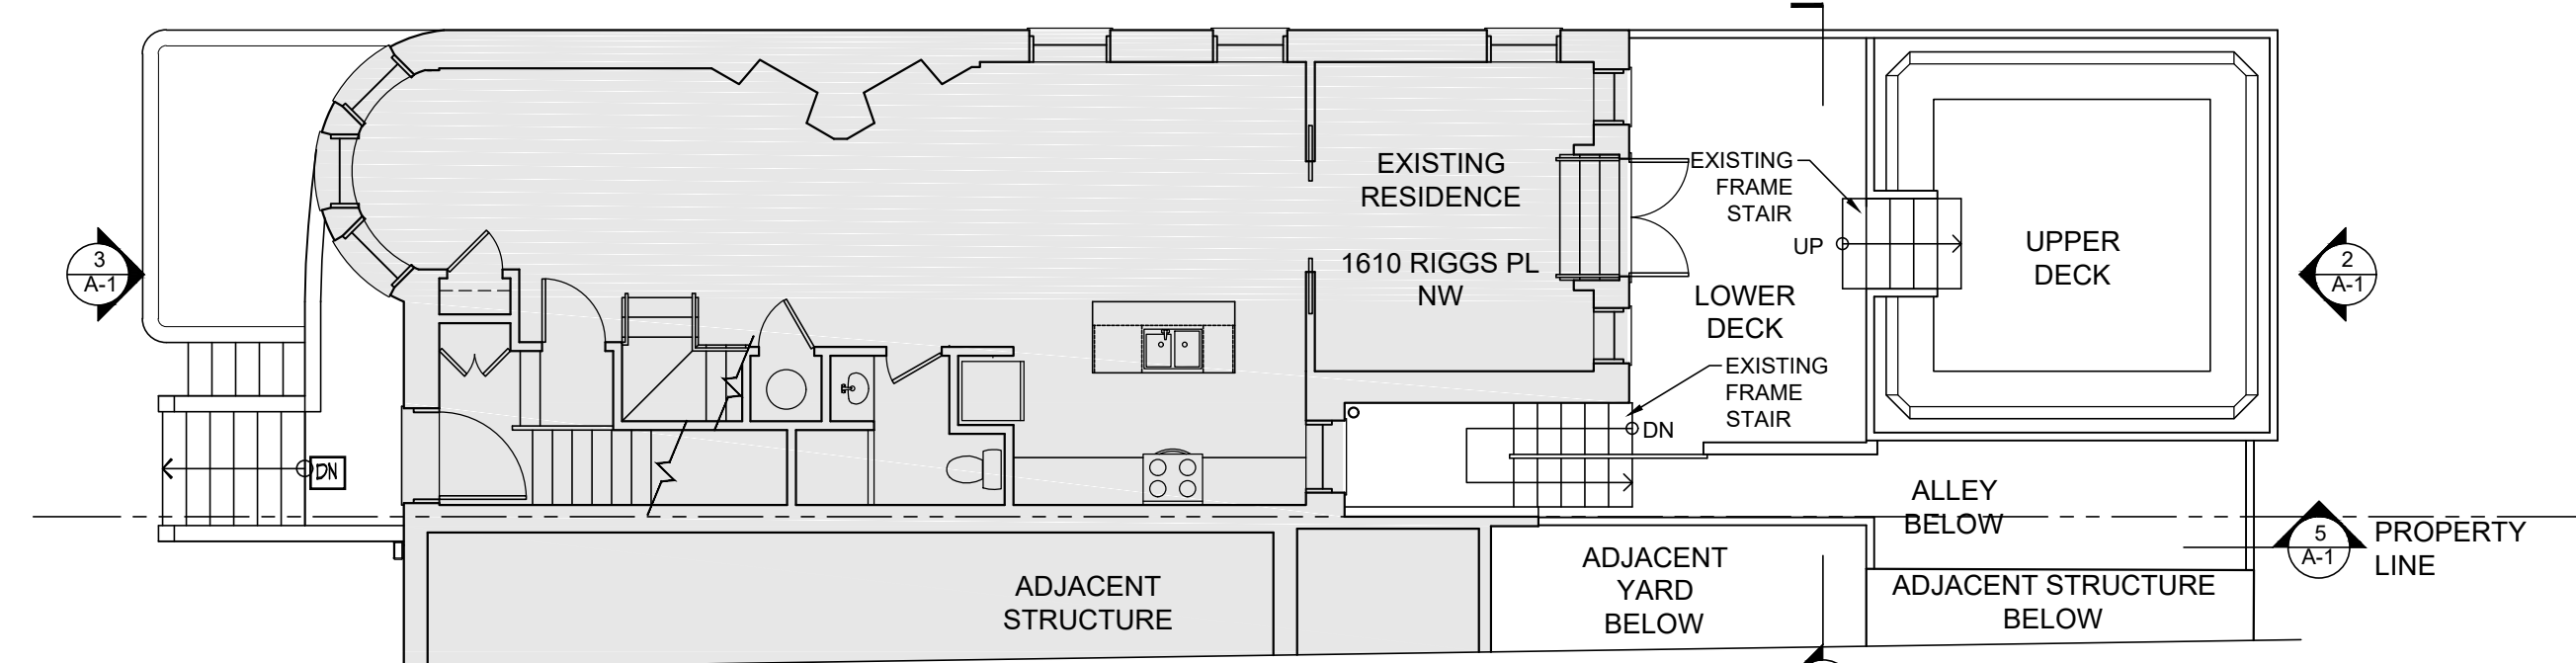 3
A-1
DN
EXISTING
RESIDENCE
1610 RIGGS PL
NW
EXISTING
FRAME
STAIR
UP
LOWER
DECK
EXISTING
FRAME
STAIR
DN
UPPER
DECK
2
A-1
ALLEY
BELOW
5
A-1
PROPERTY
LINE
ADJACENT
STRUCTURE
ADJACENT
YARD
BELOW
ADJACENT STRUCTURE
BELOW